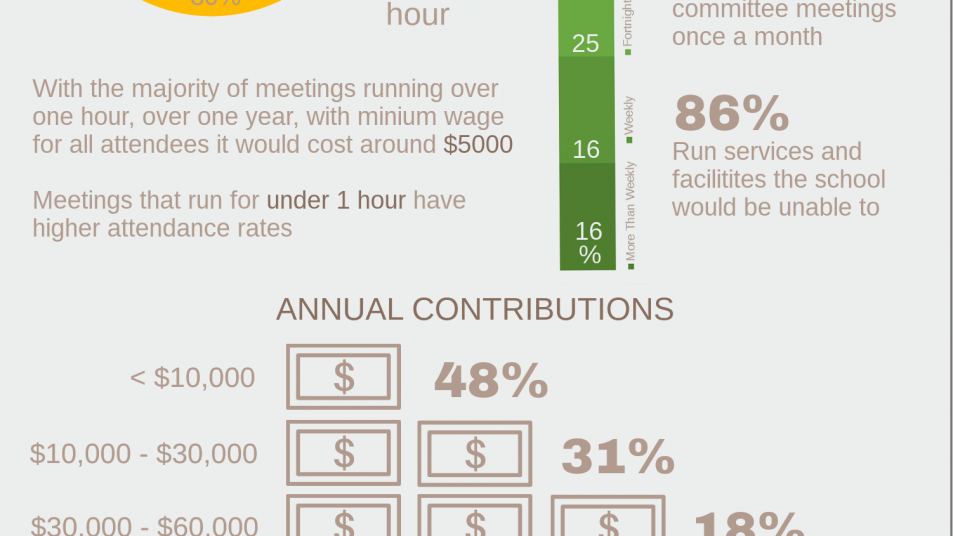 hour
With the majority of meetings running over
one hour, over one year, with minium wage
for all attendees it would cost around $5000
Meetings that run for under 1 hour have
higher attendance rates
25
16
16
%
Fortnight
Weekly
More Than Weekly
committee meetings
once a month
86%
Run services and
facilitites the school
would be unable to
ANNUAL CONTRIBUTIONS
< $10,000
$ 48%
$10,000 - $30,000
$ $ 31%
$30,000 - $60,000
$ $ $ 18%